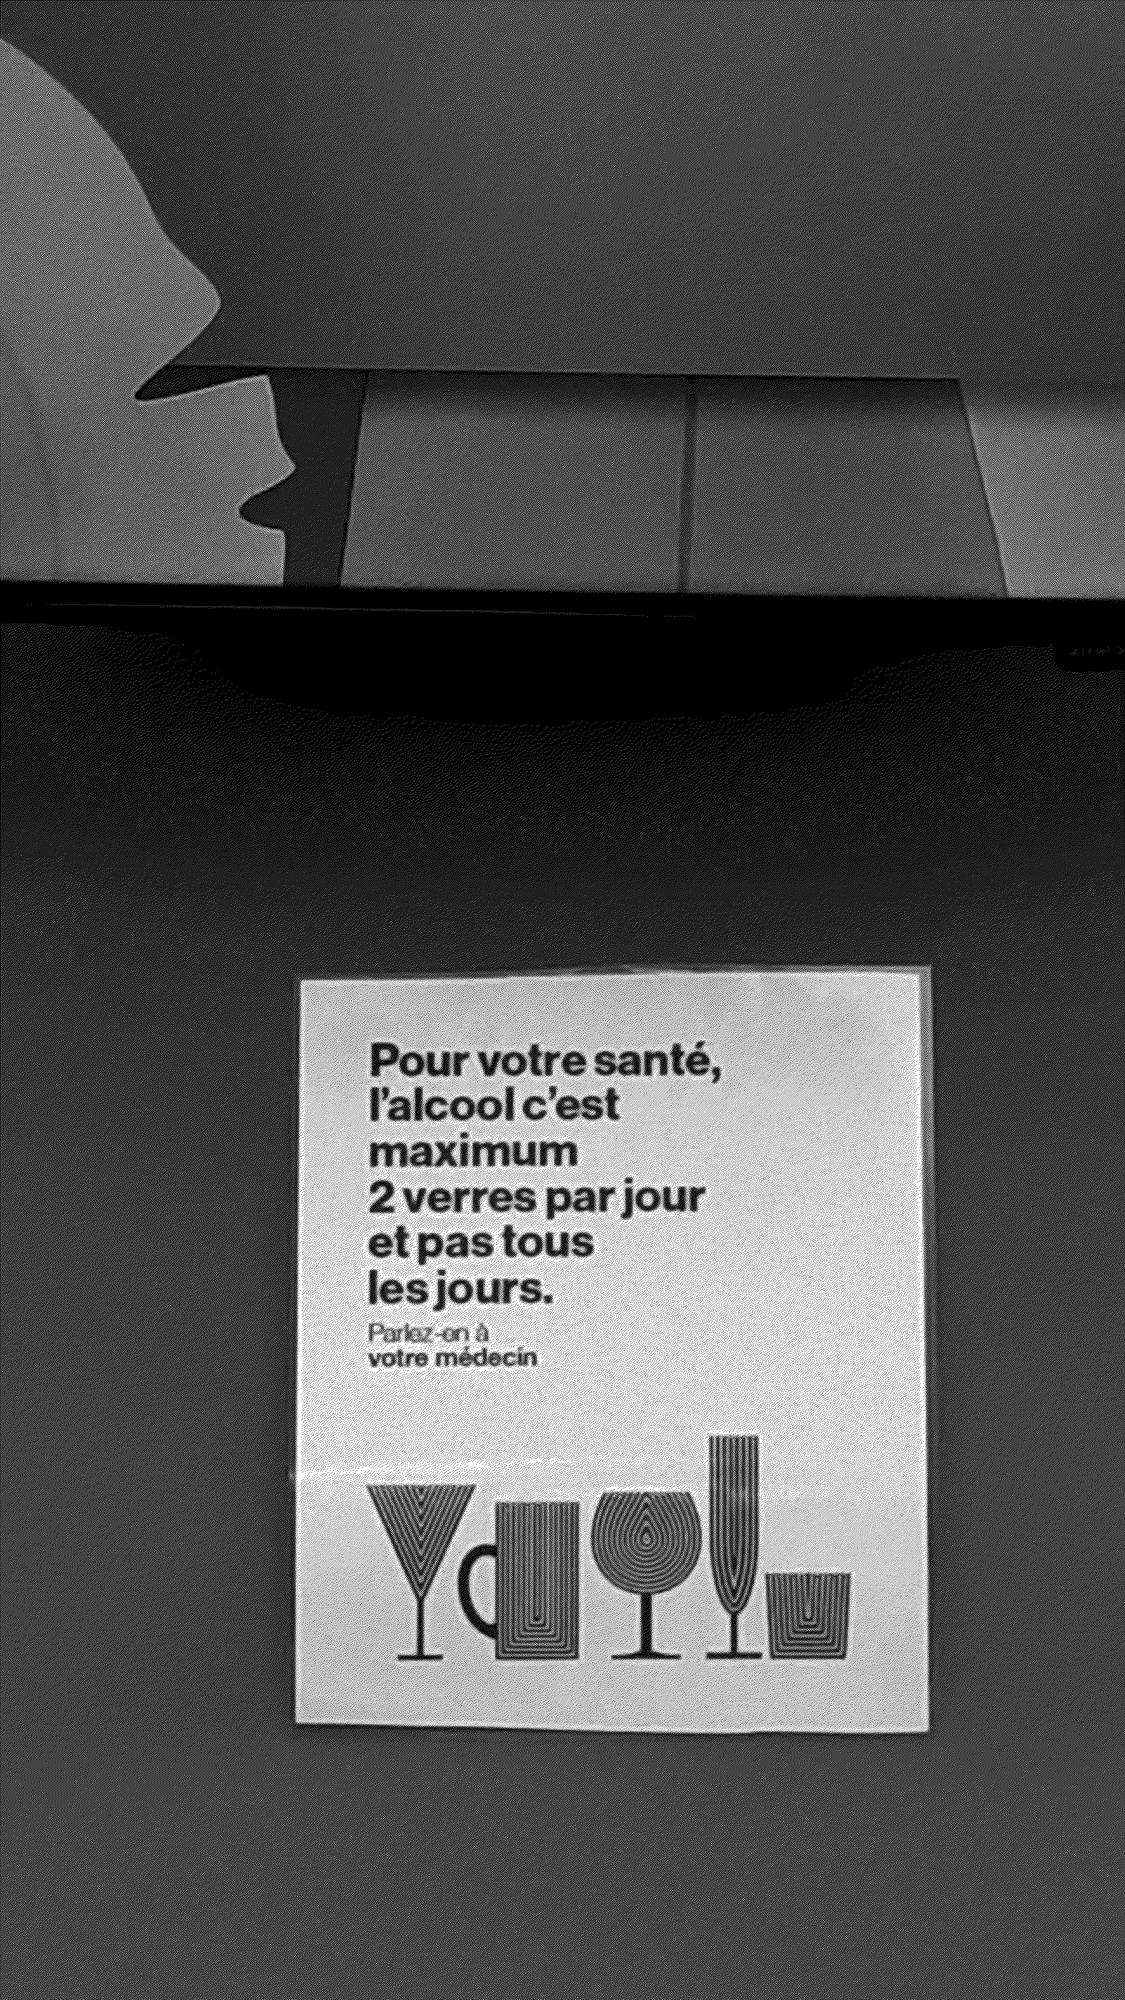 Pour votre santé,
l'alcool c'est
maximum
2 verres par jour
et pas tous
les jours.
Parlez-en à
votre médecin